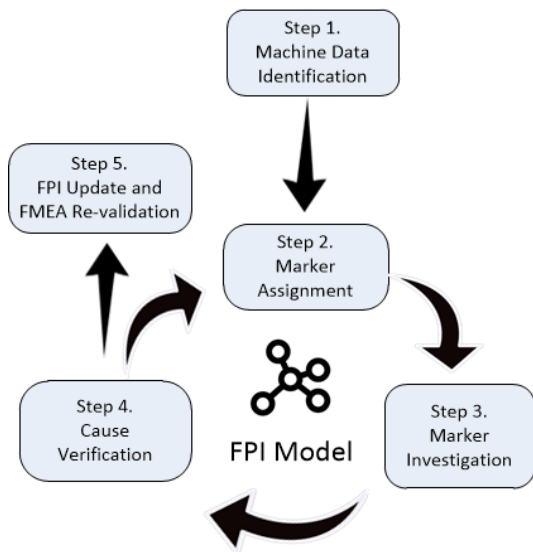 Step 1.
Machine Data
Identification
Step 5.
FPI Update and
FMEA Re-validation
Step 2.
Marker
Assignment
Step 4.
Cause
Verification
FPI Model
Step 3.
Marker
Investigation